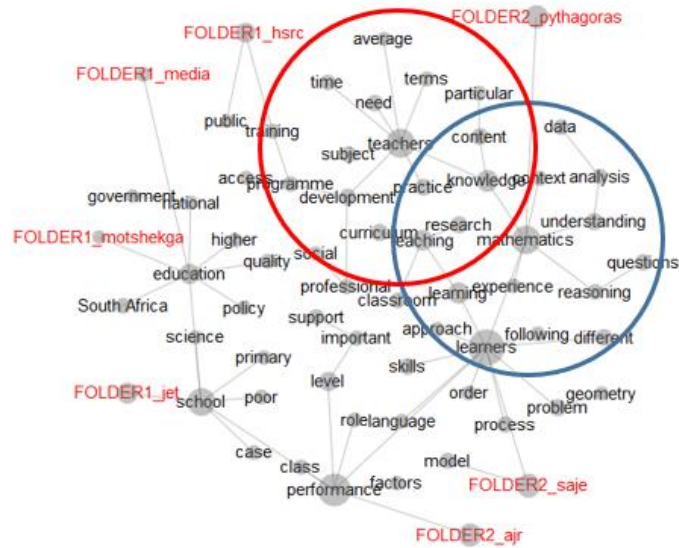 FOLDER2_pythagoras
FOLDER1_hsrc
average
FOLDER1_media
time
terms
particular
need
public
training
data
content
teachers
subject
access
programme
knowledge
context
analysis
practice
development
government
national
understanding
research
curriculum
FOLDER1_motshekga
higher
teaching
mathematics
social
quality
questions
education
professional
experience
reasoning
learning
classroom
South Africa
policy
support
approach
following
different
science
important
learners
primary
skills
level
school
poor
FOLDER1_jet
order
geometry
problem
role
language
process
case
class
model
performance
factors
FOLDER2_saje
FOLDER2_ajr